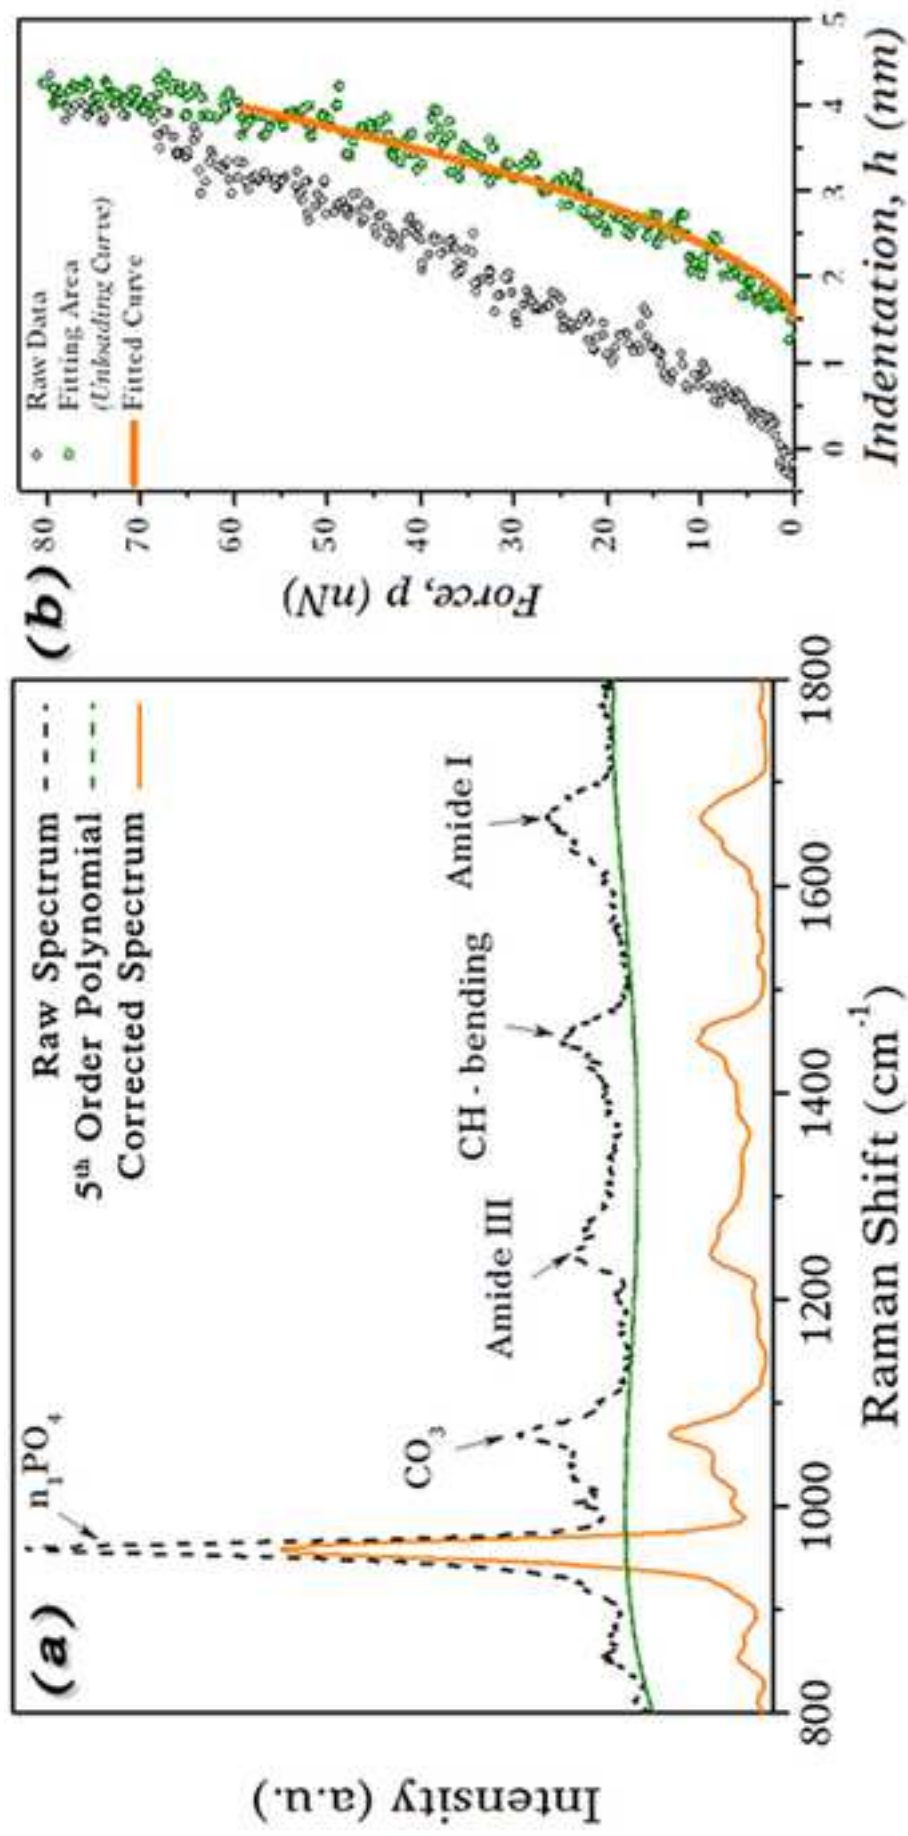 (a)
n₁PO₄
Raw Spectrum
5ᵗʰ Order Polynomial
Corrected Spectrum
CO₃
Amide III
CH - bending
Amide I
Intensity (a.u.)
800
1000
1200
1400
1600
1800
Raman Shift (cm⁻¹)
(b)
Raw Data
Fitting Area
(Unloading Curve)
Fitted Curve
80
70
60
50
40
30
20
10
0
Force, p (nN)
0
1
2
3
4
5
Indentation, h (nm)